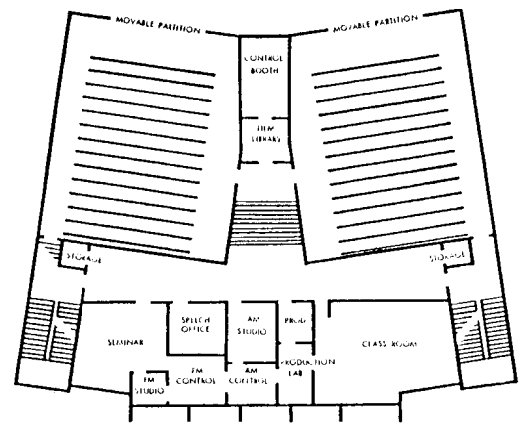 MOVABLE PARTITION
MOVABLE PARTITION
CONTROL
BOOTH
FILM
LIBRARY
STORAGE
STORAGE
SEMINAR
SPEECH
OFFICE
AM
STUDIO
PROD.
CLASS ROOM
PRODUCTION
LAB
FM
STUDIO
FM
CONTROL
AM
CONTROL